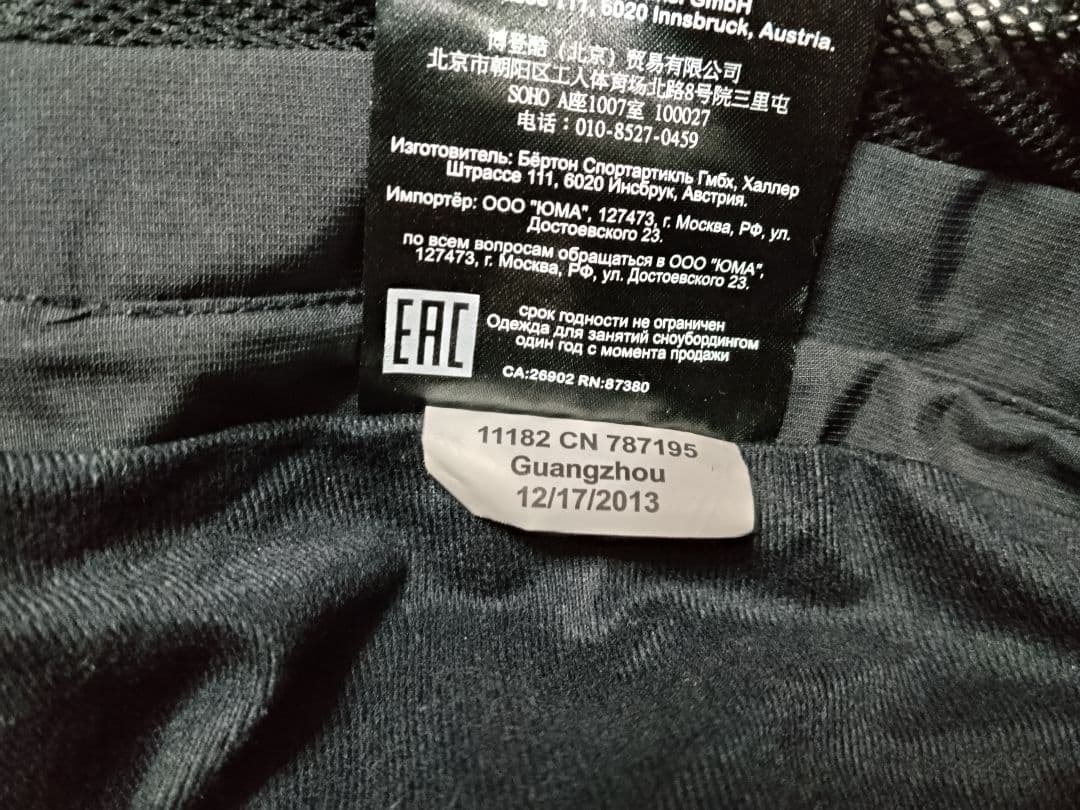 GmbH
111, 6020 Innsbruck, Austria.
博登酷（北京）贸易有限公司
北京市朝阳区工人体育场北路8号院三里屯
SOHO A座1007室 100027
电话：010-8527-0459
Изготовитель: Бёртон Спортартикль Гмбх, Халлер
Штрассе 111, 6020 Инсбрук, Австрия.
Импортёр: ООО "ЮМА", 127473, г. Москва, РФ, ул.
Достоевского 23.
по всем вопросам обращаться в ООО "ЮМА",
127473, г. Москва, РФ, ул. Достоевского 23.
EAC
срок годности не ограничен
Одежда для занятий сноубордингом
один год с момента продажи
CA:26902 RN:87380
11182 CN 787195
Guangzhou
12/17/2013